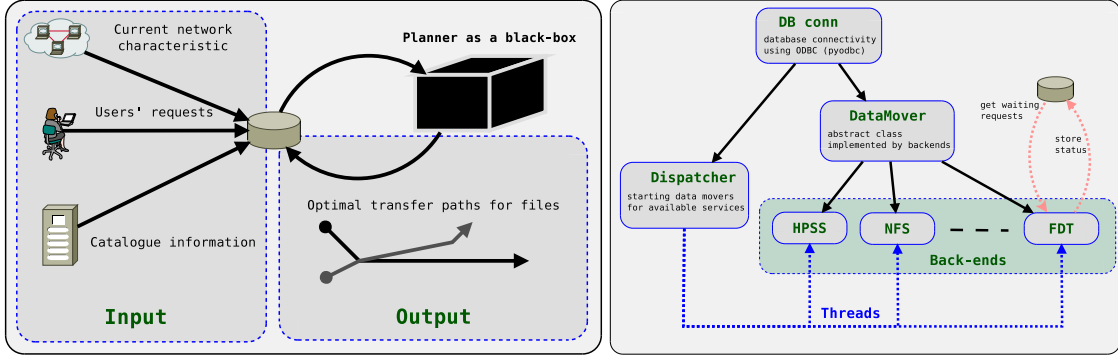 Current network
characteristic
Planner as a black-box
Users' requests
Catalogue information
Optimal transfer paths for files
Input
Output
DB conn
database connectivity
using ODBC (pyodbc)
DataMover
abstract class
implemented by backends
get waiting
requests
store
status
Dispatcher
starting data movers
for available services
HPSS
NFS
FDT
Back-ends
Threads